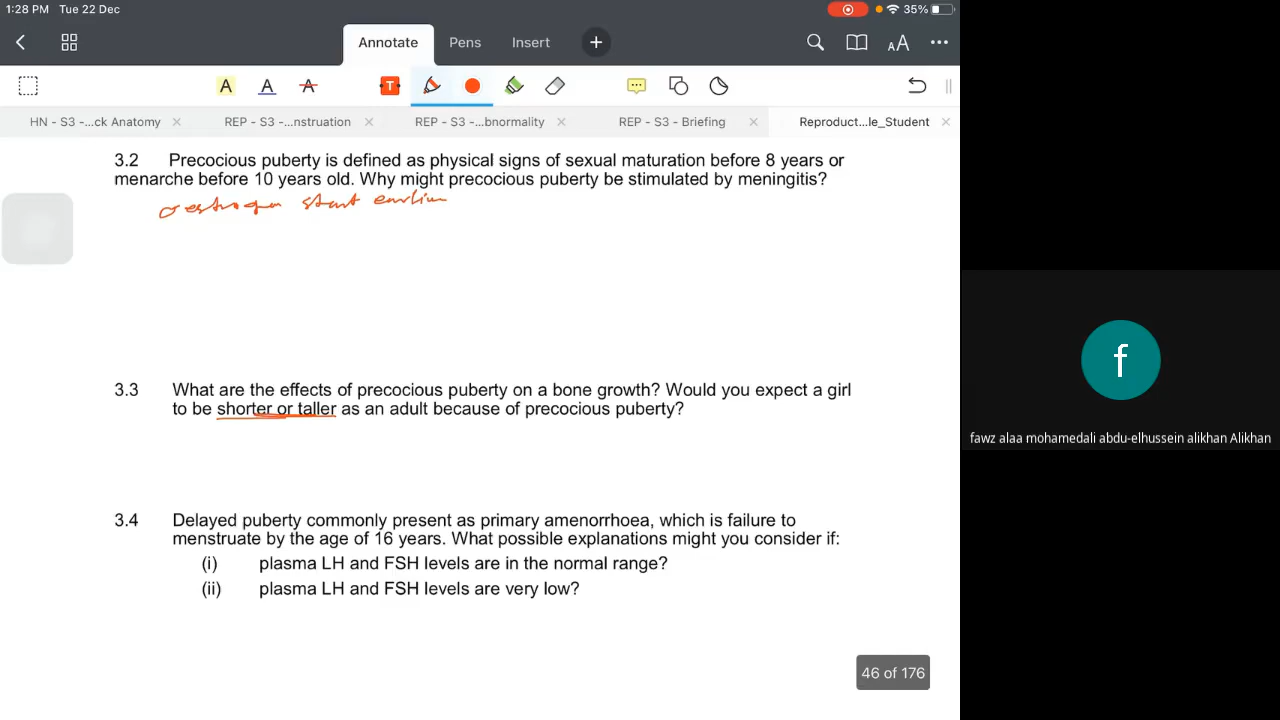 1:28 PM Tue 22 Dec
35%
Annotate Pens Insert
A A A T AA
HN - S3 -...ck Anatomy REP - S3 -...nstruation REP - S3 -...bnormality REP - S3 - Briefing Reproduct...le_Student
3.2 Precocious puberty is defined as physical signs of sexual maturation before 8 years or
menarche before 10 years old. Why might precocious puberty be stimulated by meningitis?
oestrogen start earlier
3.3 What are the effects of precocious puberty on a bone growth? Would you expect a girl
to be shorter or taller as an adult because of precocious puberty?
3.4 Delayed puberty commonly present as primary amenorrhoea, which is failure to
menstruate by the age of 16 years. What possible explanations might you consider if:
(i) plasma LH and FSH levels are in the normal range?
(ii) plasma LH and FSH levels are very low?
46 of 176
f
fawz alaa mohamedali abdu-elhussein alikhan Alikhan